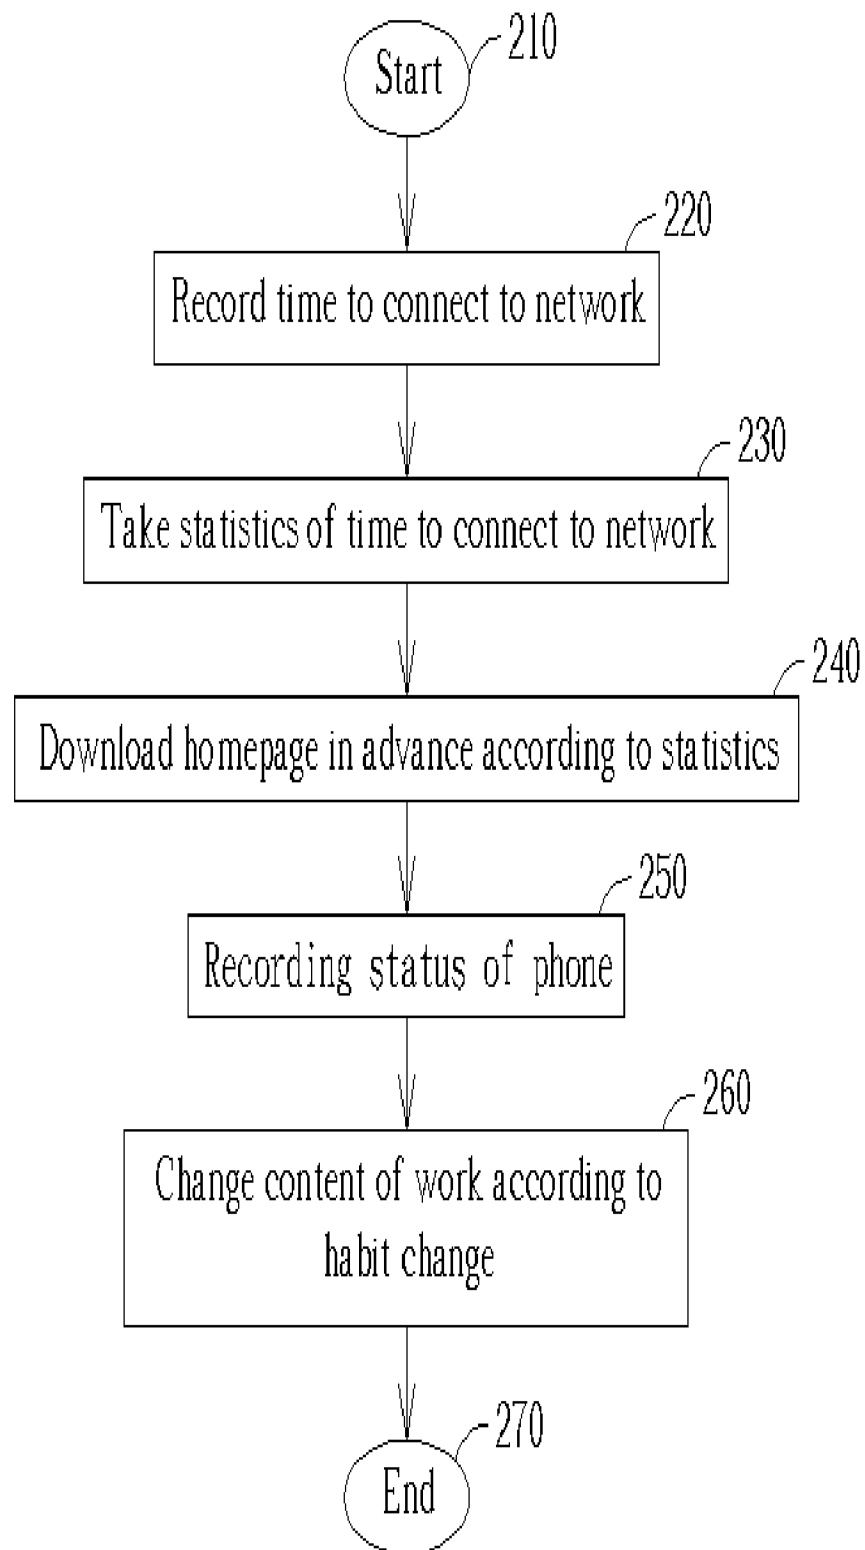 210
Start
220
Record time to connect to network
230
Take statistics of time to connect to network
240
Download homepage in advance according to statistics
250
Recording status of phone
260
Change content of work according to
habit change
270
End